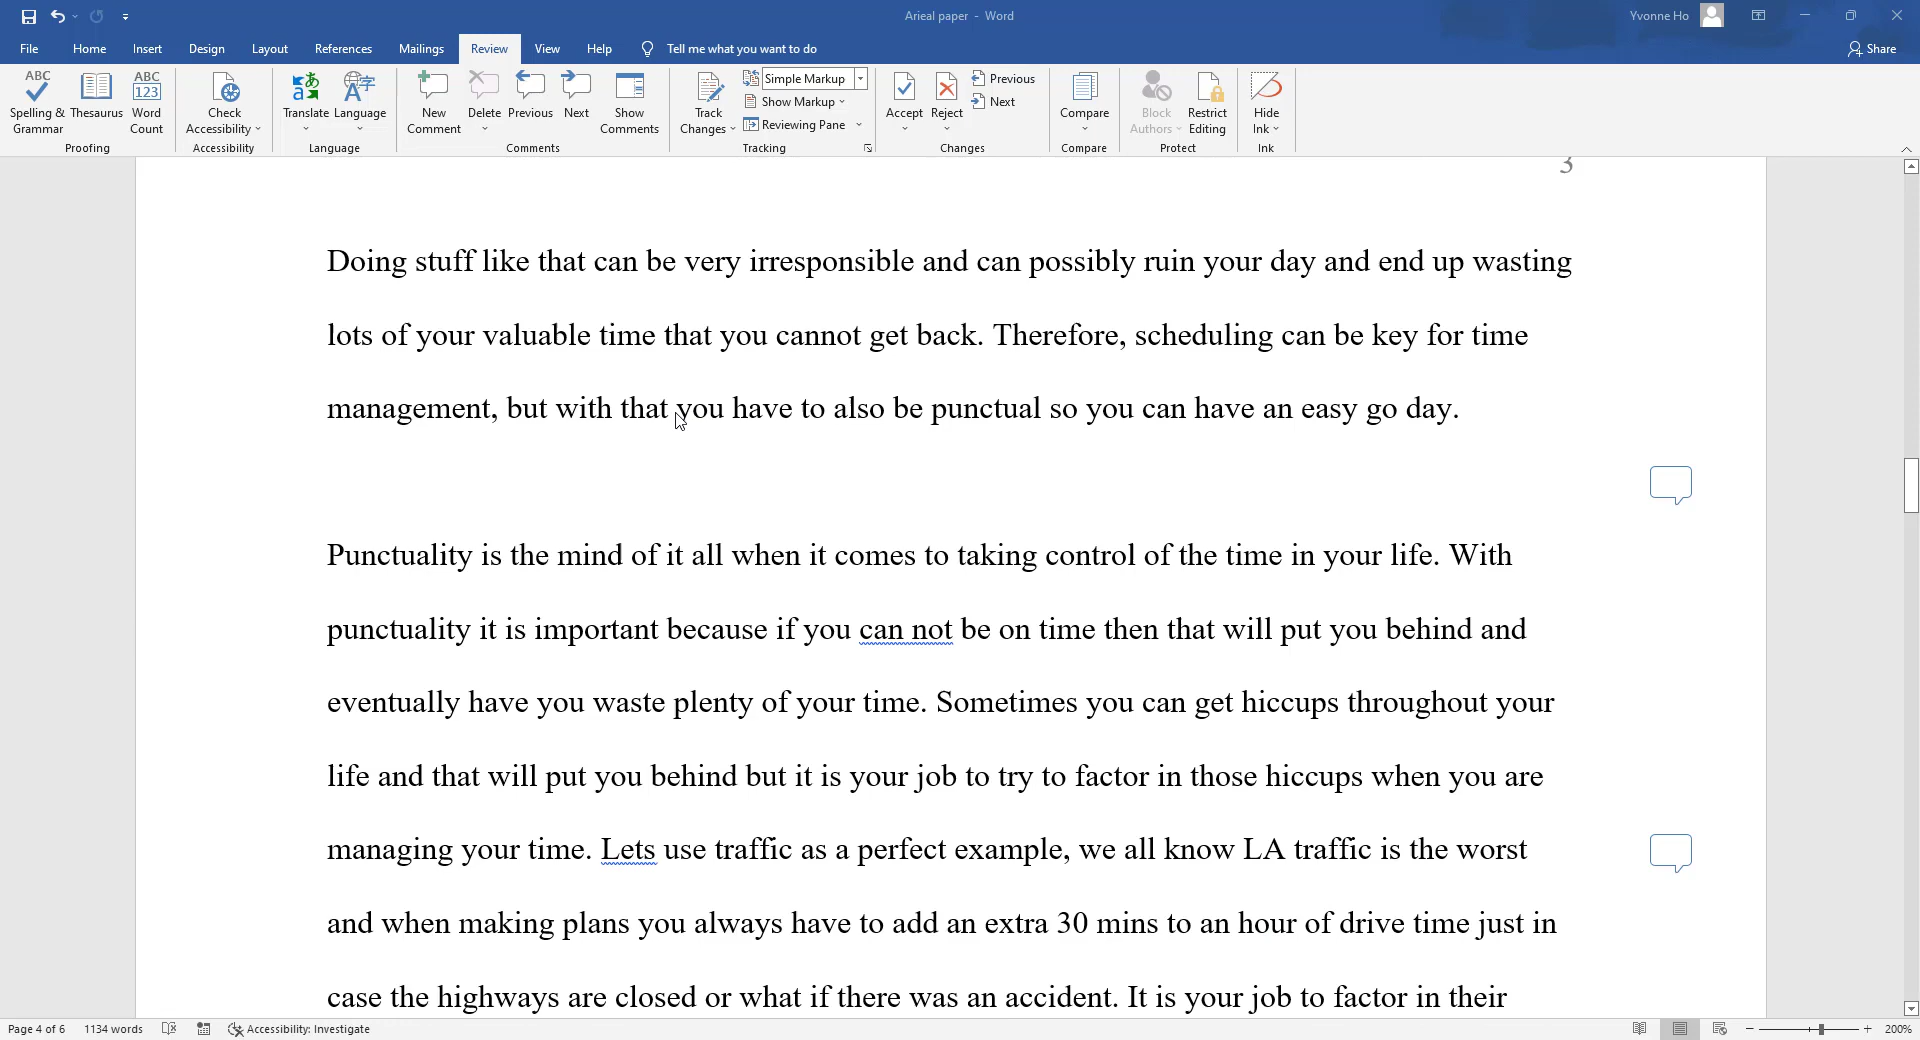 Arieal paper - Word
Yvonne Ho
File Home Insert Design Layout References Mailings Review View Help Tell me what you want to do
Share
ABC
Spelling & Grammar
Thesaurus
ABC 123
Word Count
Proofing
Check Accessibility
Accessibility
Translate
Language
Language
New Comment
Delete
Previous
Next
Show Comments
Comments
Track Changes
Simple Markup
Show Markup
Reviewing Pane
Tracking
Accept
Reject
Previous
Next
Changes
Compare
Compare
Block Authors
Restrict Editing
Protect
Hide Ink
Ink
3
Doing stuff like that can be very irresponsible and can possibly ruin your day and end up wasting
lots of your valuable time that you cannot get back. Therefore, scheduling can be key for time
management, but with that you have to also be punctual so you can have an easy go day.
Punctuality is the mind of it all when it comes to taking control of the time in your life. With
punctuality it is important because if you can not be on time then that will put you behind and
eventually have you waste plenty of your time. Sometimes you can get hiccups throughout your
life and that will put you behind but it is your job to try to factor in those hiccups when you are
managing your time. Lets use traffic as a perfect example, we all know LA traffic is the worst
and when making plans you always have to add an extra 30 mins to an hour of drive time just in
case the highways are closed or what if there was an accident. It is your job to factor in their
Page 4 of 6 1134 words Accessibility: Investigate
200%